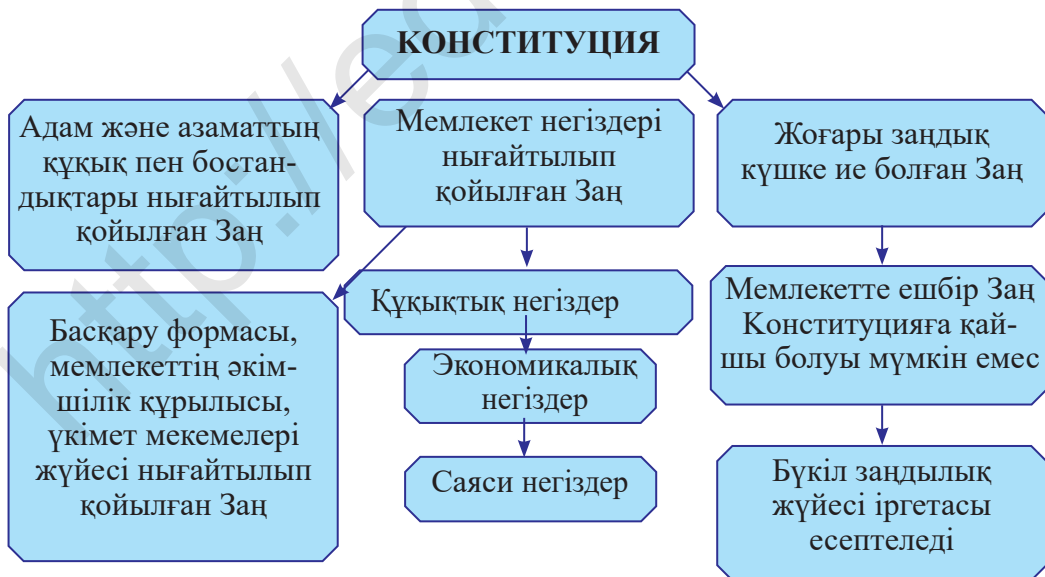 КОНСТИТУЦИЯ
Адам және азаматтың
құқық пен бостан-
дықтары нығайтылып
қойылған Заң
Мемлекет негіздері
нығайтылып
қойылған Заң
Жоғары заңдық
күшке ие болған Заң
Басқару формасы,
мемлекеттің әкім-
шілік құрылысы,
үкімет мекемелері
жүйесі нығайтылып
қойылған Заң
Құқықтық негіздер
Экономикалық
негіздер
Саяси негіздер
Мемлекетте ешбір Заң
Конституцияға қай-
шы болуы мүмкін емес
Бүкіл заңдылық
жүйесі іргетасы
есептеледі
http://ed